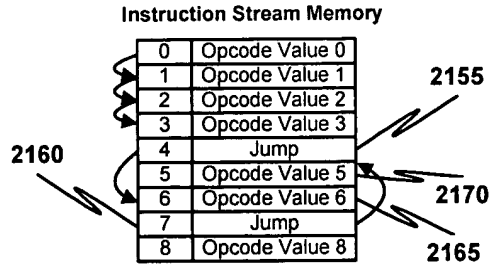 Instruction Stream Memory
0 Opcode Value 0
1 Opcode Value 1
2 Opcode Value 2
3 Opcode Value 3
4 Jump
5 Opcode Value 5
6 Opcode Value 6
7 Jump
8 Opcode Value 8
2155
2160
2170
2165